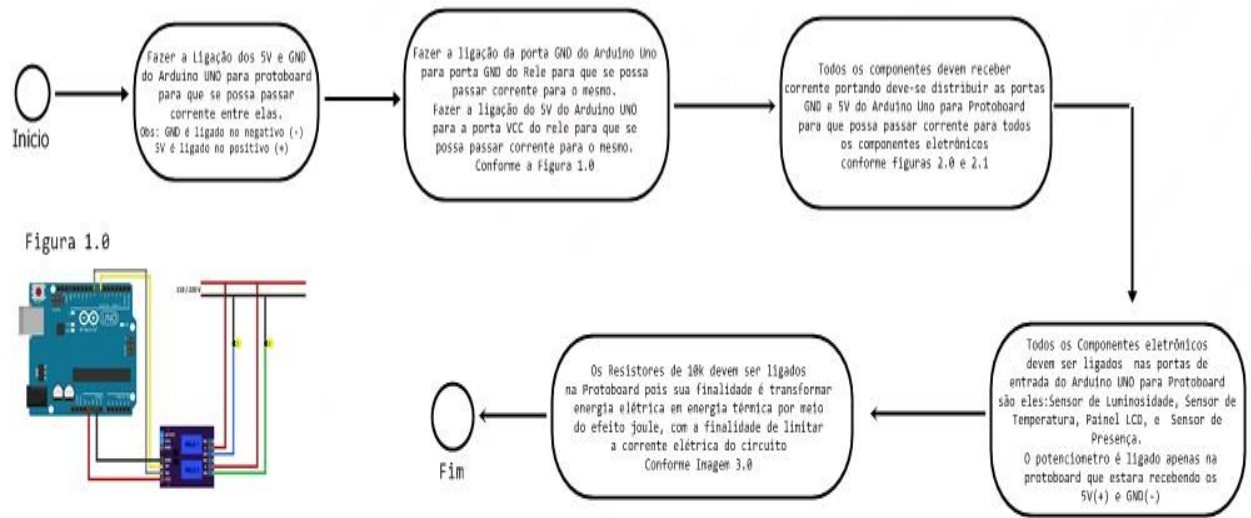 Fazer a Ligação dos 5V e GND
do Arduino UNO para protoboard
para que se possa passar
corrente entre elas.
Obs: GND é ligado no negativo (-)
5V é ligado no positivo (+)
Inicio
Fazer a ligação da porta GND do Arduino Uno
para porta GND do Rele para que se possa
passar corrente para o mesmo.
Fazer a ligação do 5V do Arduino UNO
para a porta VCC do rele para que se
possa passar corrente para o mesmo.
Conforme a Figura 1.0
Todos os componentes devem receber
corrente portando deve-se distribuir as portas
GND e 5V do Arduino Uno para Protoboard
para que possa passar corrente para todos
os componentes eletrônicos
conforme figuras 2.0 e 2.1
Figura 1.0
110 / 220 V
UNO
Todos os Componentes eletrônicos
devem ser ligados nas portas de
entrada do Arduino UNO para Protoboard
são eles:Sensor de Luminosidade, Sensor de
Temperatura, Painel LCD, e Sensor de
Presença.
O potenciometro é ligado apenas na
protoboard que estara recebendo os
5V(+) e GND(-)
Os Resistores de 10k devem ser ligados
na Protoboard pois sua finalidade é transformar
energia elétrica em energia térmica por meio
do efeito joule, com a finalidade de limitar
a corrente elétrica do circuito
Conforme Imagem 3.0
Fim